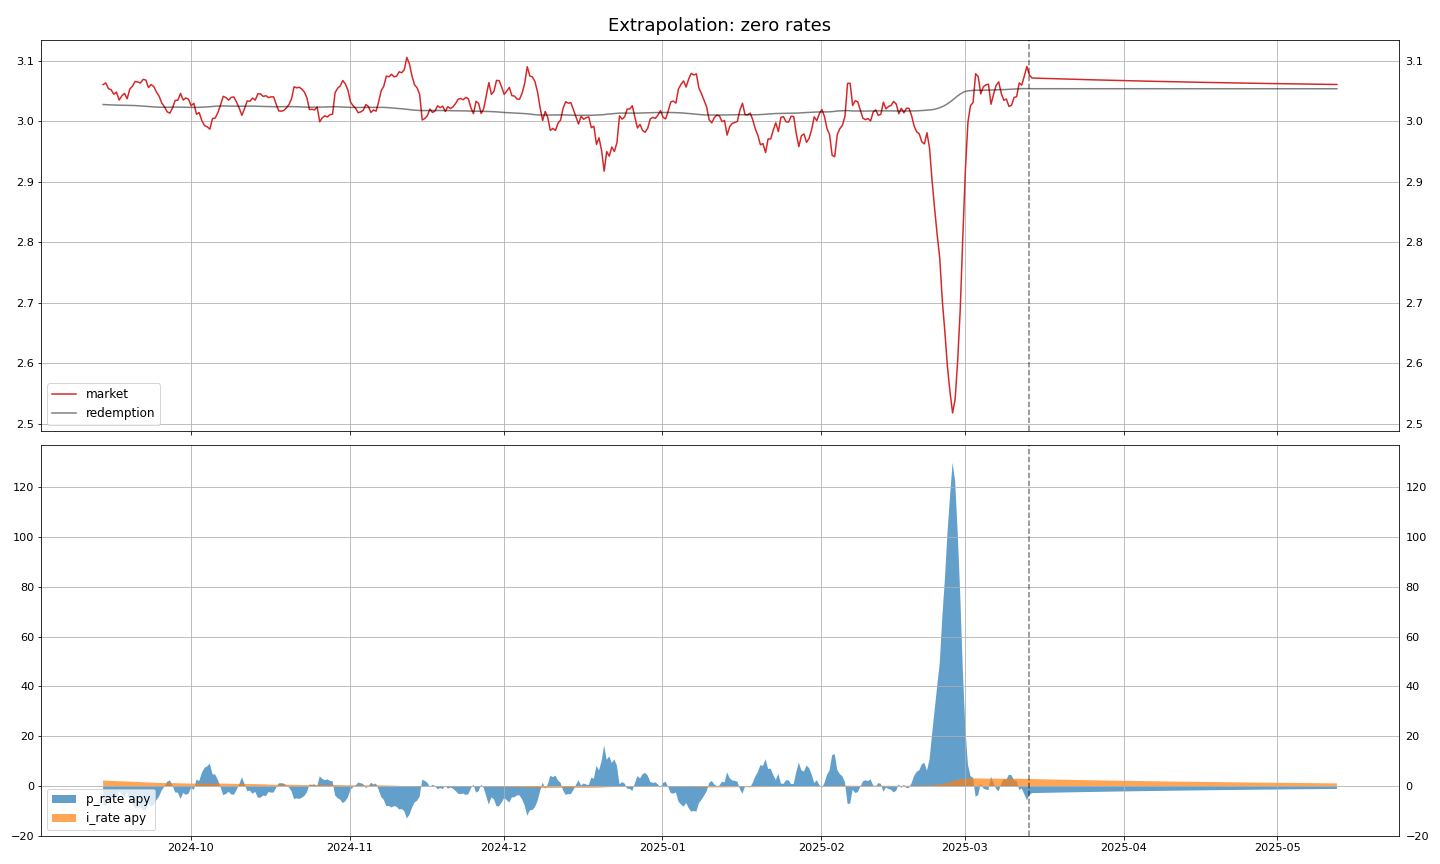 Extrapolation: zero rates
3.1 3.1
3.0 3.0
2.9 2.9
2.8 2.8
2.7 2.7
2.6 2.6
market
redemption
2.5 2.5
120 120
100 100
80 80
60 60
40 40
20 20
0 0
p_rate apy
i_rate apy
−20 −20
2024-10 2024-11 2024-12 2025-01 2025-02 2025-03 2025-04 2025-05